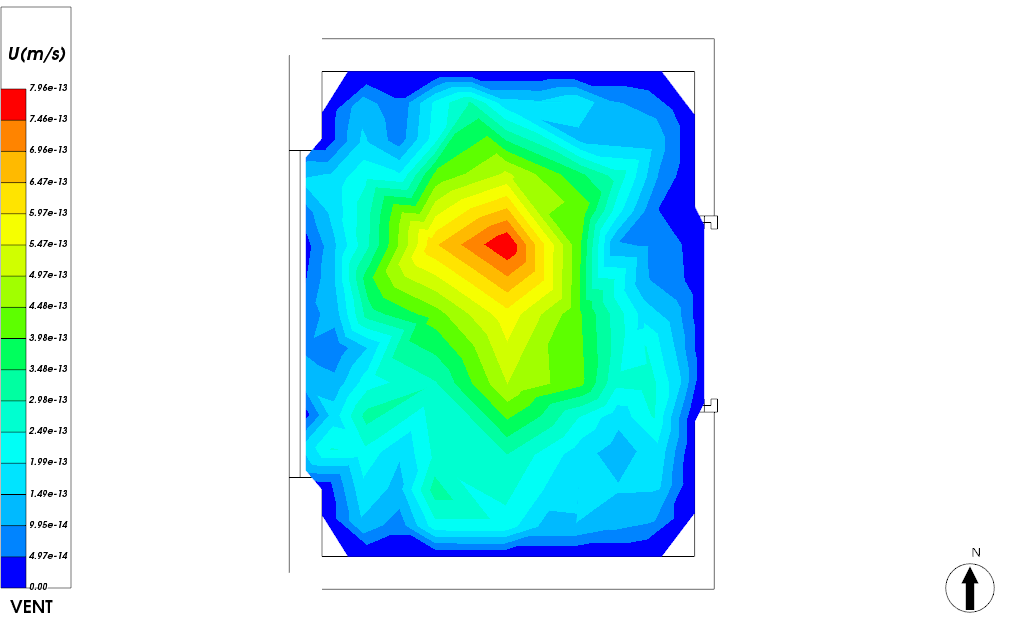 U(m/s)
7.96e-13
7.46e-13
6.96e-13
6.47e-13
5.97e-13
5.47e-13
4.97e-13
4.48e-13
3.98e-13
3.48e-13
2.98e-13
2.49e-13
1.99e-13
1.49e-13
9.95e-14
4.97e-14
0.00
VENT
N